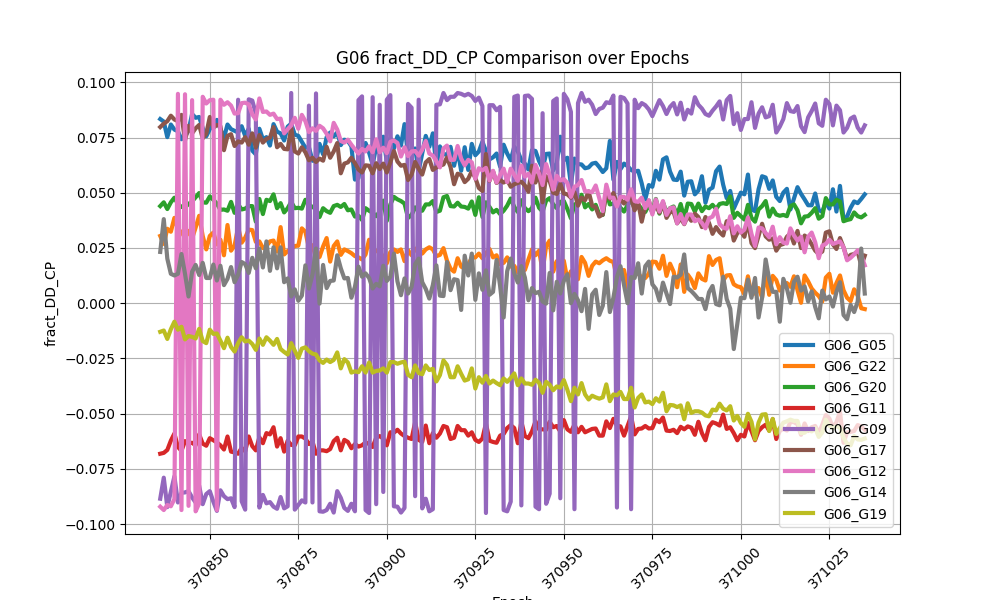 G06 fract_DD_CP Comparison over Epochs
fract_DD_CP
0.100
0.075
0.050
0.025
0.000
−0.025
−0.050
−0.075
−0.100
G06_G05
G06_G22
G06_G20
G06_G11
G06_G09
G06_G17
G06_G12
G06_G14
G06_G19
370850
370875
370900
370925
370950
370975
371000
371025
Epoch